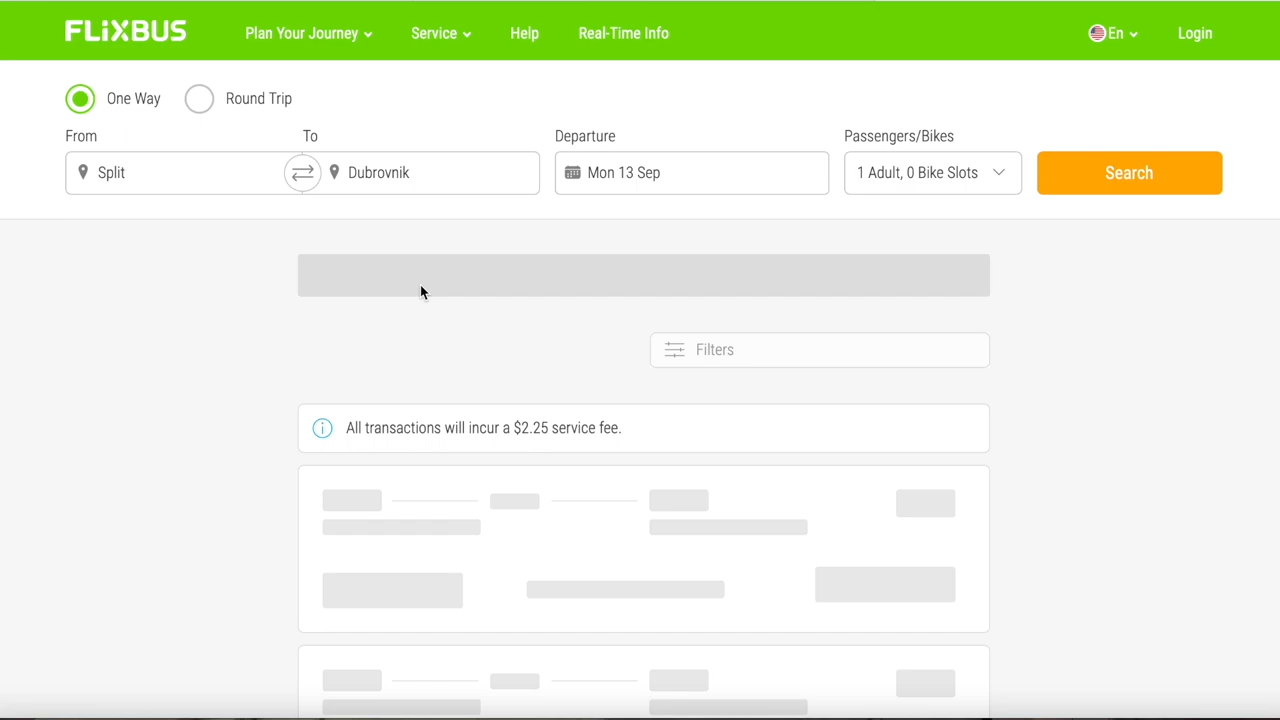 FLiXBUS
Plan Your Journey
Service
Help
Real-Time Info
En
Login
One Way
Round Trip
From
To
Departure
Passengers/Bikes
Split
Dubrovnik
Mon 13 Sep
1 Adult, 0 Bike Slots
Search
Filters
All transactions will incur a $2.25 service fee.